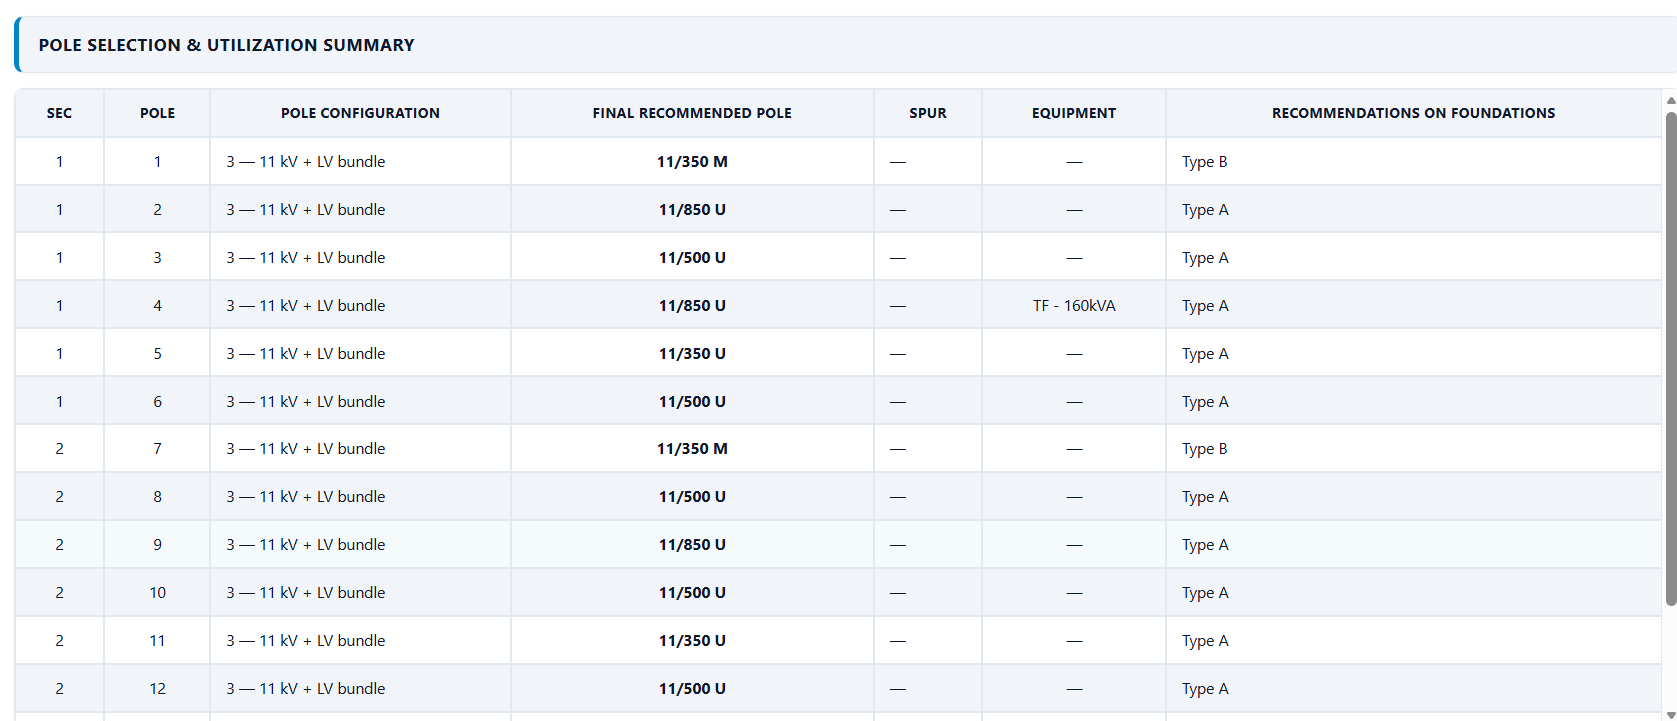 POLE SELECTION & UTILIZATION SUMMARY
SEC POLE POLE CONFIGURATION FINAL RECOMMENDED POLE SPUR EQUIPMENT RECOMMENDATIONS ON FOUNDATIONS
1 1 3 — 11 kV + LV bundle 11/350 M — — Type B
1 2 3 — 11 kV + LV bundle 11/850 U — — Type A
1 3 3 — 11 kV + LV bundle 11/500 U — — Type A
1 4 3 — 11 kV + LV bundle 11/850 U — TF - 160kVA Type A
1 5 3 — 11 kV + LV bundle 11/350 U — — Type A
1 6 3 — 11 kV + LV bundle 11/500 U — — Type A
2 7 3 — 11 kV + LV bundle 11/350 M — — Type B
2 8 3 — 11 kV + LV bundle 11/500 U — — Type A
2 9 3 — 11 kV + LV bundle 11/850 U — — Type A
2 10 3 — 11 kV + LV bundle 11/500 U — — Type A
2 11 3 — 11 kV + LV bundle 11/350 U — — Type A
2 12 3 — 11 kV + LV bundle 11/500 U — — Type A